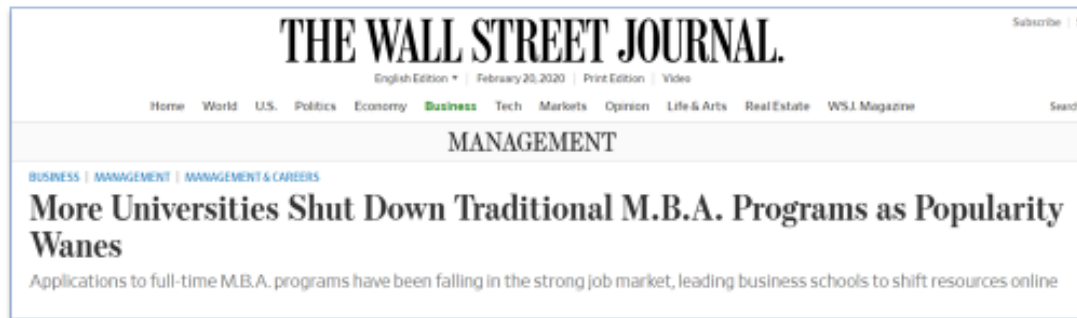 THE WALL STREET JOURNAL.
Subscribe
English Edition | February 20, 2020 | Print Edition | Video
Home World U.S. Politics Economy Business Tech Markets Opinion Life & Arts Real Estate WSJ. Magazine
MANAGEMENT
BUSINESS | MANAGEMENT | MANAGEMENT & CAREERS
More Universities Shut Down Traditional M.B.A. Programs as Popularity
Wanes
Applications to full-time M.B.A. programs have been falling in the strong job market, leading business schools to shift resources online